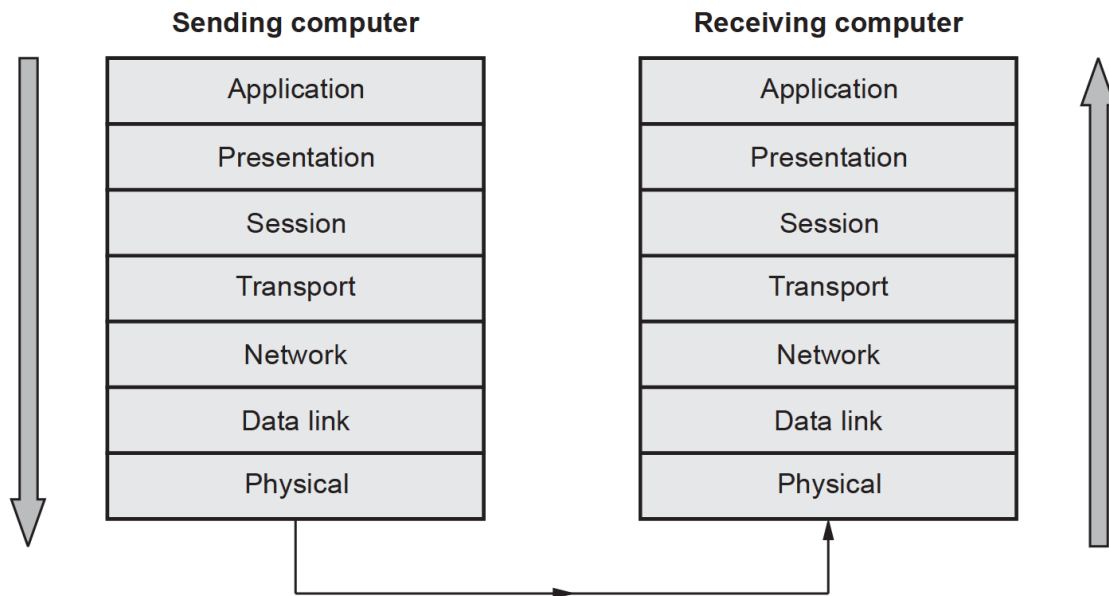 Sending computer
Application
Presentation
Session
Transport
Network
Data link
Physical
Receiving computer
Application
Presentation
Session
Transport
Network
Data link
Physical